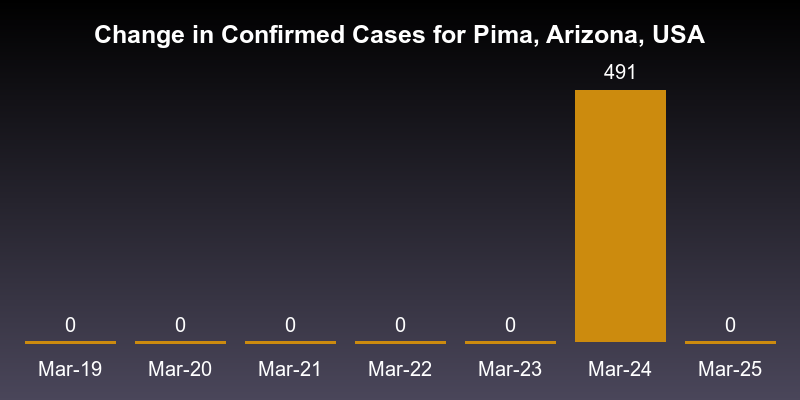 Change in Confirmed Cases for Pima, Arizona, USA
491
0 0 0 0 0 0
Mar-19 Mar-20 Mar-21 Mar-22 Mar-23 Mar-24 Mar-25